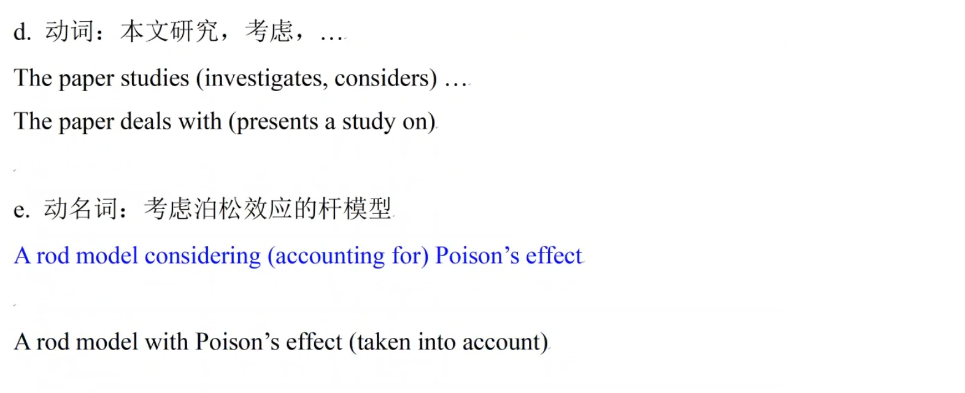 d. 动词：本文研究，考虑，…
The paper studies (investigates, considers) …
The paper deals with (presents a study on)
e. 动名词：考虑泊松效应的杆模型
A rod model considering (accounting for) Poison’s effect
A rod model with Poison’s effect (taken into account)